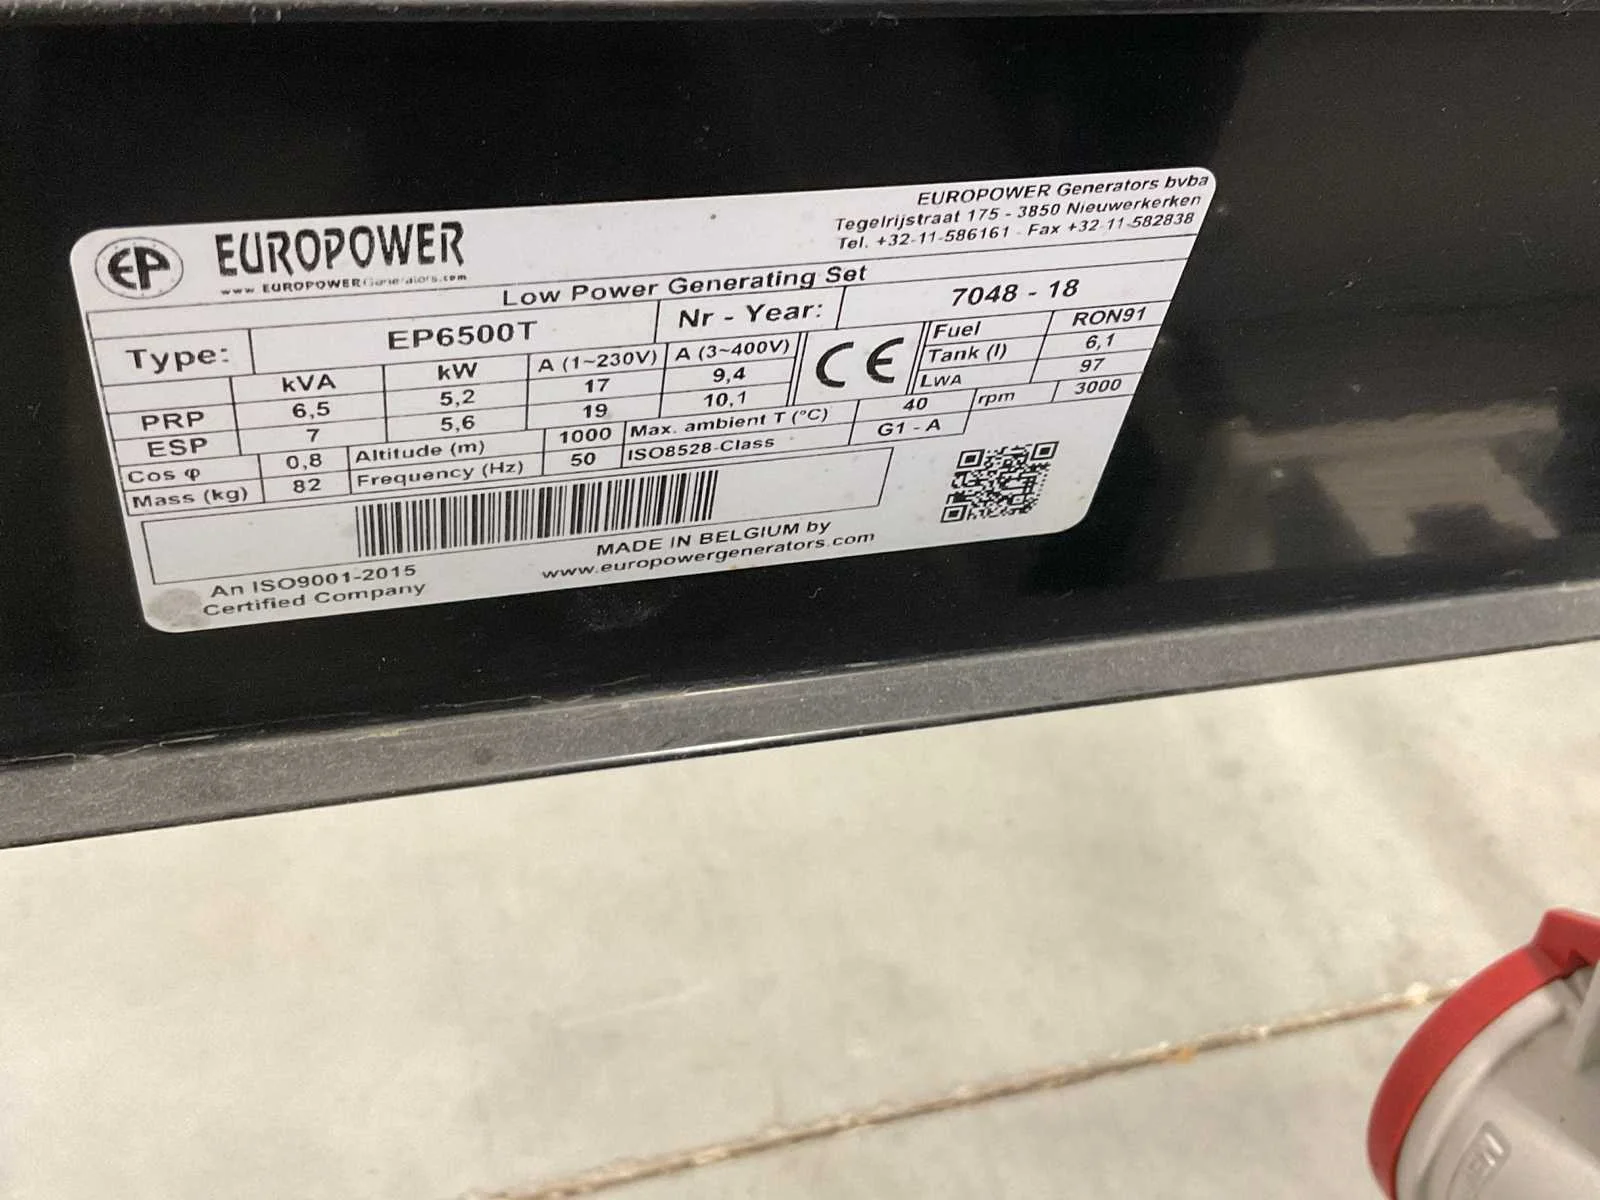 EP EUROPOWER
www.EUROPOWERGenerators.com
EUROPOWER Generators bvba
Tegelrijstraat 175 - 3850 Nieuwerkerken
Tel. +32-11-586161 - Fax +32-11-582838
Low Power Generating Set
Type: EP6500T Nr - Year: 7048 - 18
kVA kW A (1~230V) A (3~400V)
PRP 6,5 5,2 17 9,4
ESP 7 5,6 19 10,1
CE
Fuel RON91
Tank (l) 6,1
LWA 97
Cos φ 0,8 Altitude (m) 1000 Max. ambient T (°C) 40 rpm 3000
Mass (kg) 82 Frequency (Hz) 50 ISO8528-Class G1 - A
An ISO9001-2015
Certified Company
MADE IN BELGIUM by
www.europowergenerators.com